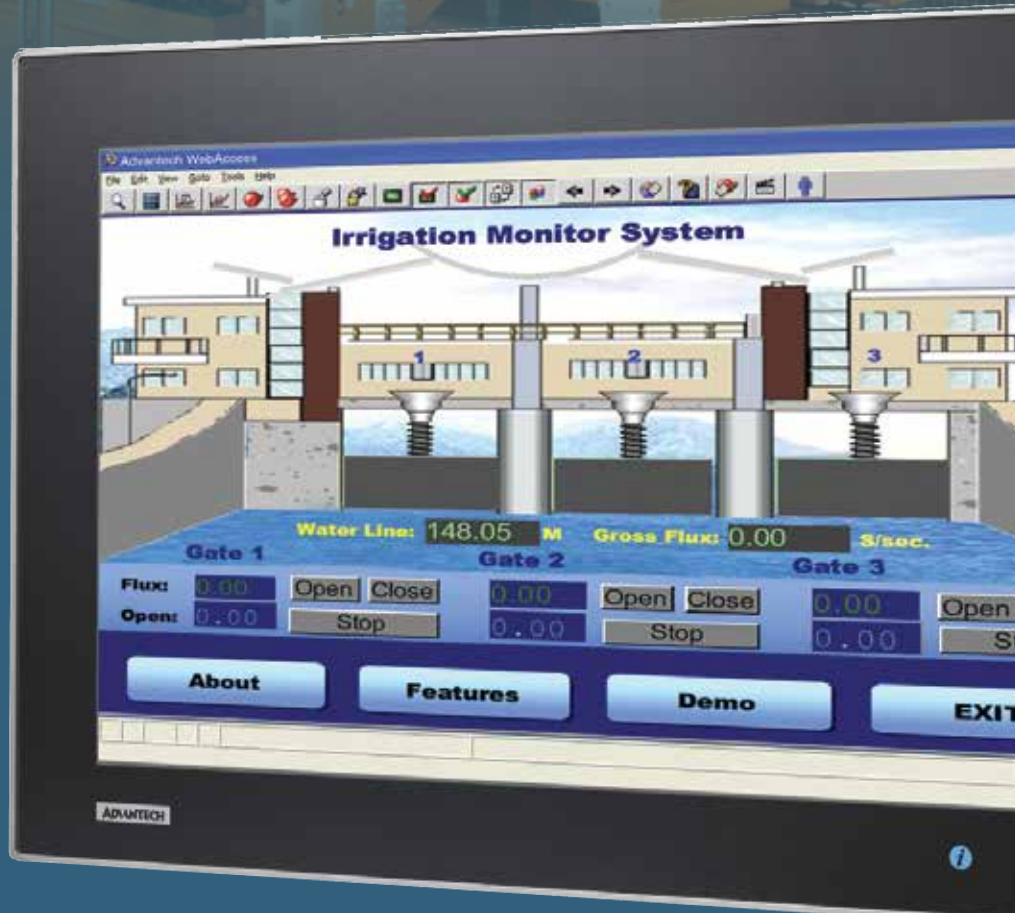 Advantech WebAccess
File Edit View Goto Tools Help
Irrigation Monitor System
1 2 3
Water Line: 148.05 M Gross Flux: 0.00 S/sec.
Gate 1 Gate 2 Gate 3
Flux: 0.00 Open Close 0.00 Open Close 0.00 Open
Open: 0.00 Stop 0.00 Stop 0.00 S
About Features Demo EXIT
ADVANTECH
i